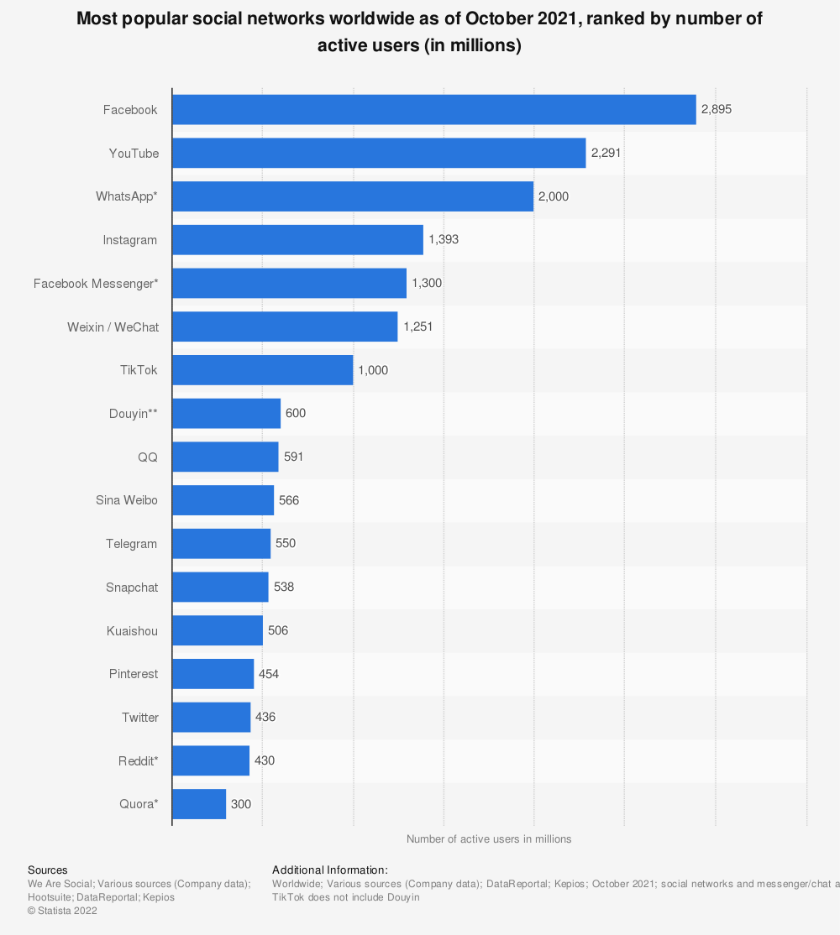 Most popular social networks worldwide as of October 2021, ranked by number of
active users (in millions)
Facebook 2,895
YouTube 2,291
WhatsApp* 2,000
Instagram 1,393
Facebook Messenger* 1,300
Weixin / WeChat 1,251
TikTok 1,000
Douyin** 600
QQ 591
Sina Weibo 566
Telegram 550
Snapchat 538
Kuaishou 506
Pinterest 454
Twitter 436
Reddit* 430
Quora* 300
Number of active users in millions
Sources
We Are Social; Various sources (Company data);
Hootsuite; DataReportal; Kepios
© Statista 2022
Additional Information:
Worldwide; Various sources (Company data); DataReportal; Kepios; October 2021; social networks and messenger/chat a
TikTok does not include Douyin